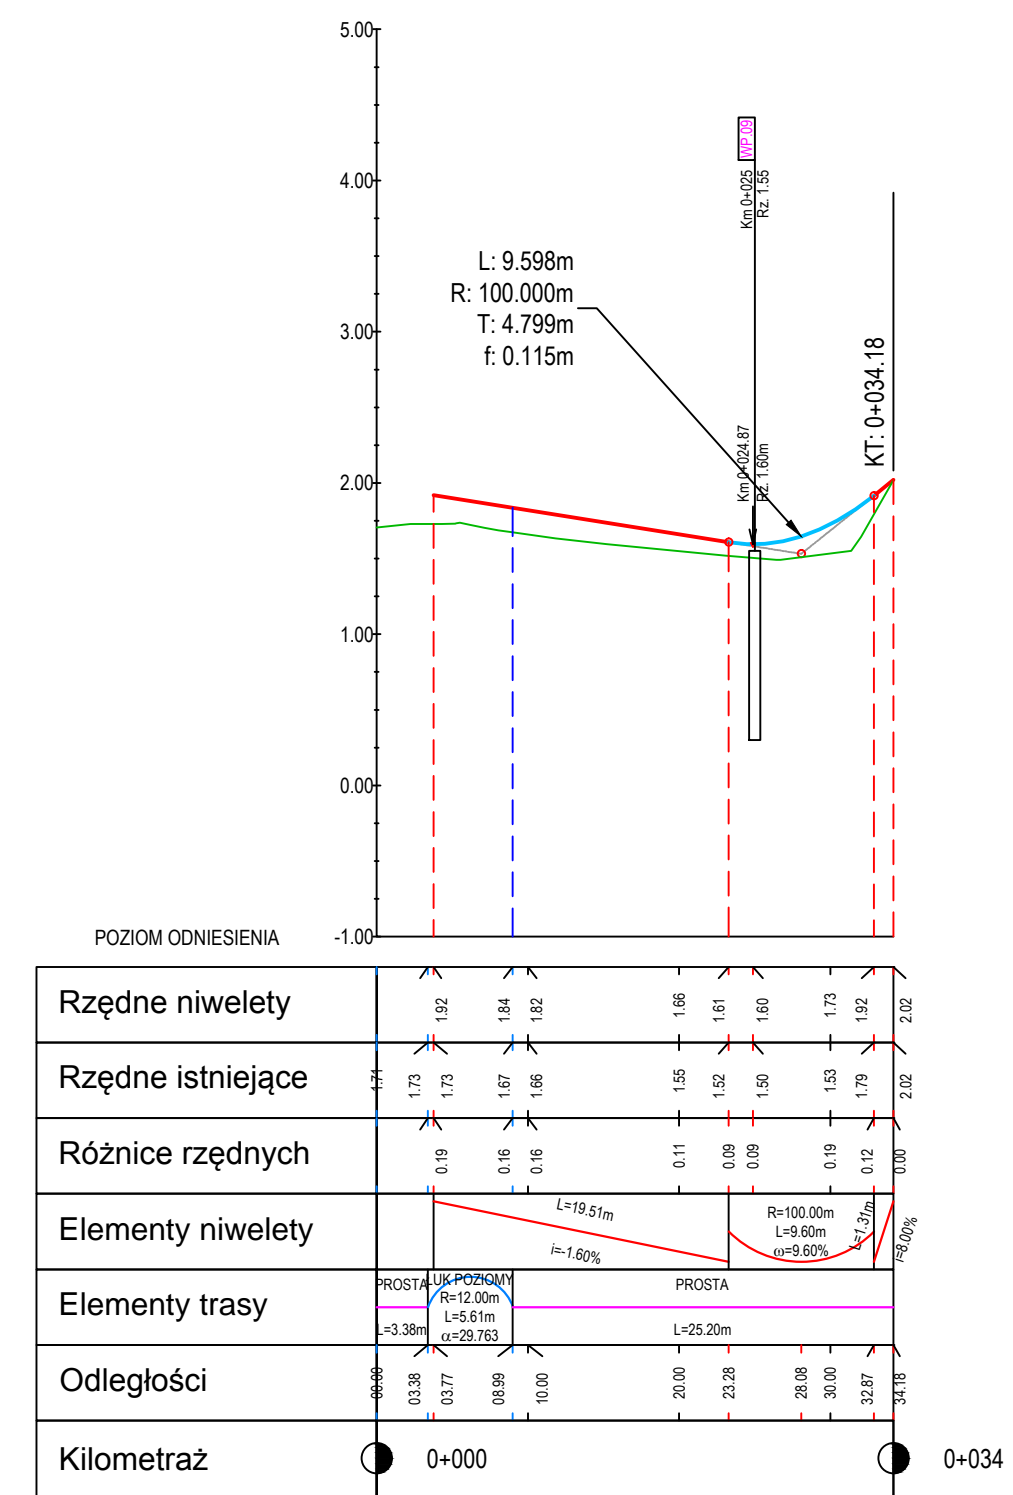 5.00
WP.09
4.00
Km 0+025
Rz. 1.55
L: 9.598m
R: 100.000m
T: 4.799m
f: 0.115m
3.00
KT: 0+034.18
Km 0+024.87
Rz. 1.60m
2.00
1.00
0.00
POZIOM ODNIESIENIA
-1.00
Rzędne niwelety
1.92 1.84 1.82 1.66 1.61 1.60 1.73 1.92 2.02
Rzędne istniejące
1.71 1.73 1.73 1.67 1.66 1.55 1.52 1.50 1.53 1.79 2.02
Różnice rzędnych
0.19 0.16 0.16 0.11 0.09 0.09 0.19 0.12 0.00
Elementy niwelety
L=19.51m
i=-1.60%
R=100.00m
L=9.60m
ω=9.60%
L=1.31m
i=8.00%
Elementy trasy
PROSTA
L=3.38m
ŁUK POZIOMY
R=12.00m
L=5.61m
α=29.763
PROSTA
L=25.20m
Odległości
00.00 03.38 03.77 08.99 10.00 20.00 23.28 28.08 30.00 32.87 34.18
Kilometraż
0+000
0+034